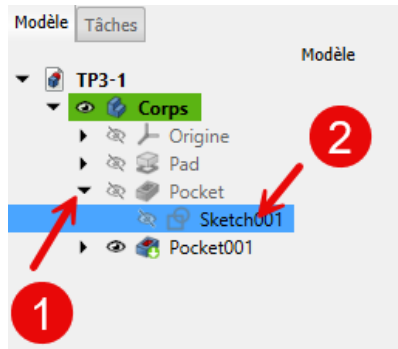 Modèle Tâches
Modèle
TP3-1
Corps
Origine
2
Pad
Pocket
Sketch001
Pocket001
1